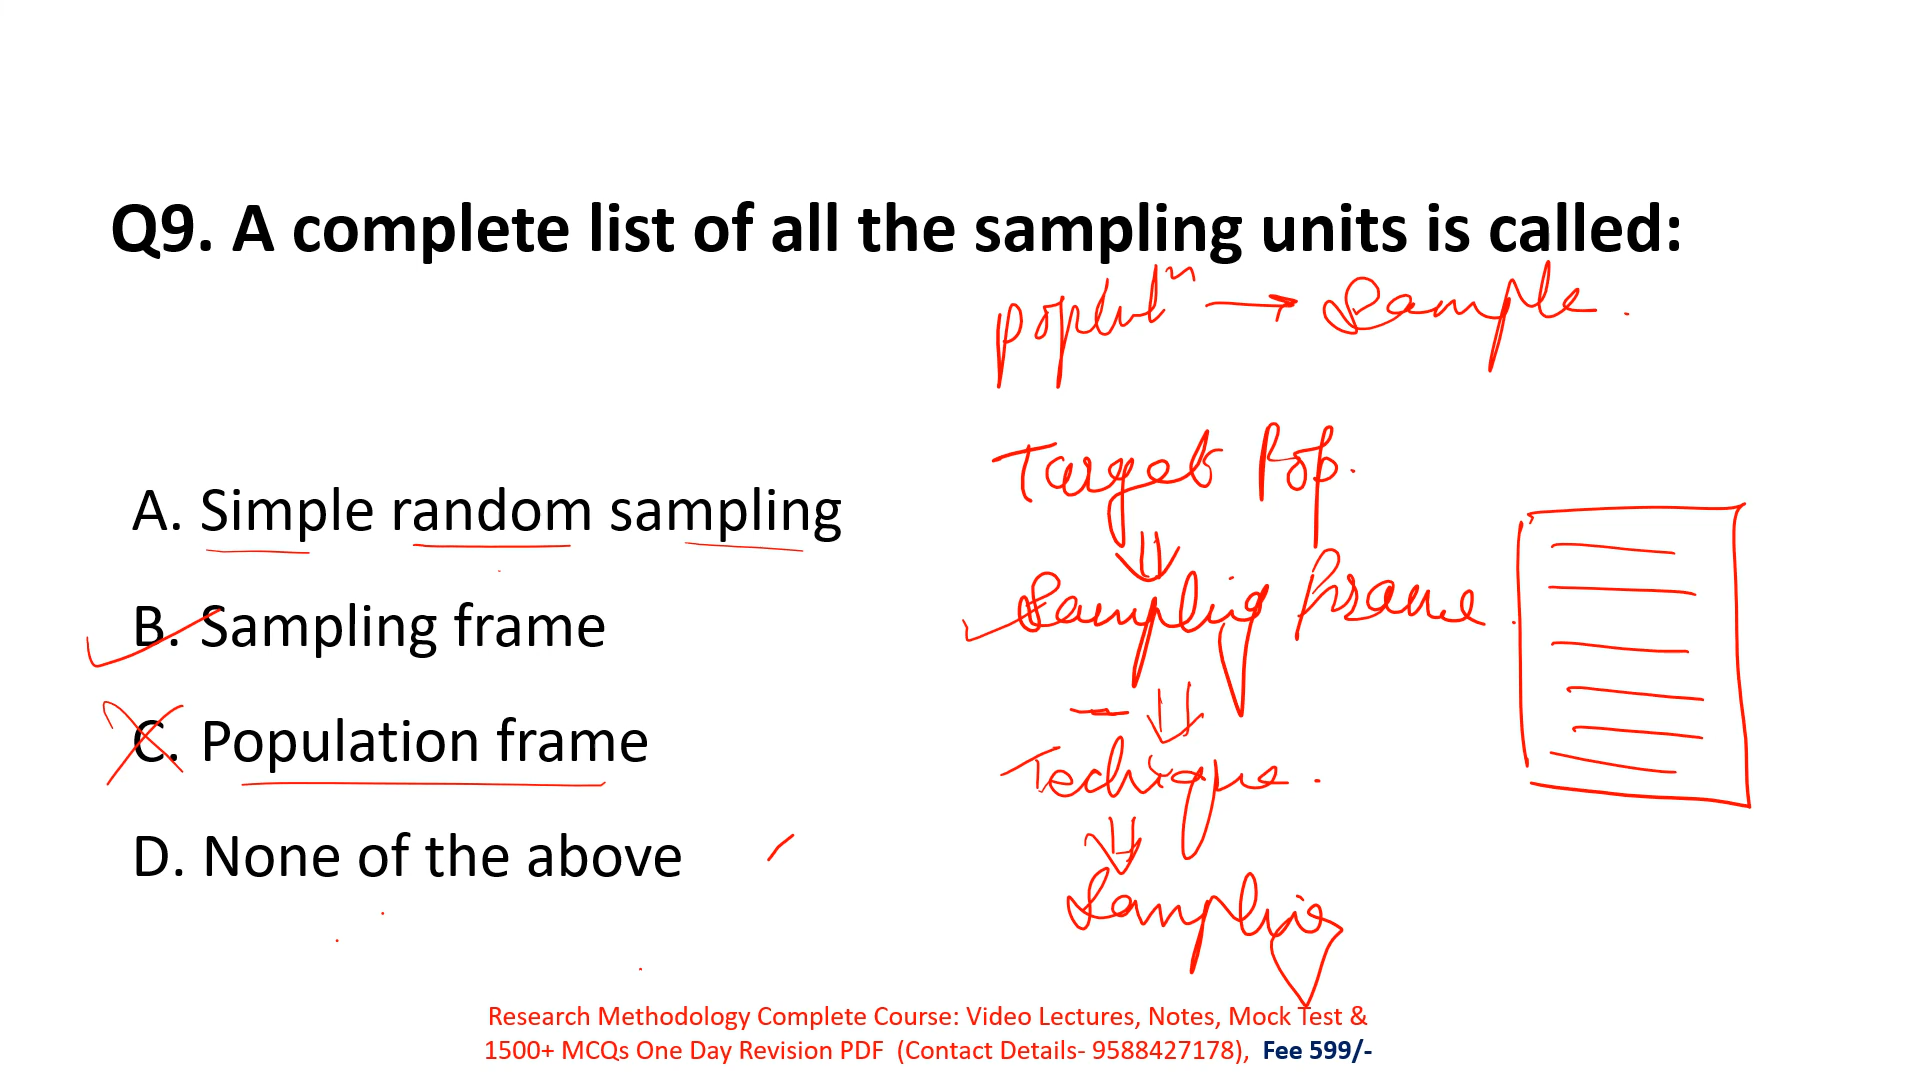 Q9. A complete list of all the sampling units is called:
→ Sample.
Target Pop.
A. Simple random sampling
B. Sampling frame
Sampling frame
C. Population frame
Techique.
D. None of the above
Sampling
Research Methodology Complete Course: Video Lectures, Notes, Mock Test &
1500+ MCQs One Day Revision PDF (Contact Details- 9588427178), Fee 599/-